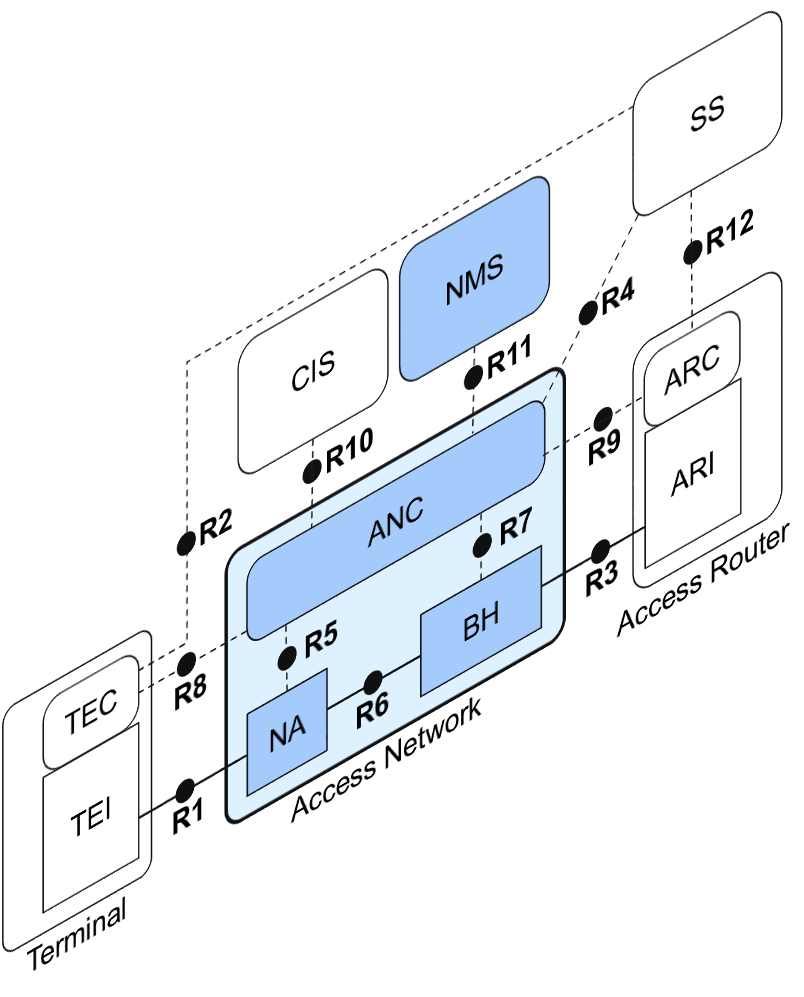 SS
R12
NMS
R4
CIS
R11
ARC
R10
R9
ARI
ANC
R2
R7
R3
Access Router
R5
BH
R8
R6
TEC
NA
Access Network
R1
TEI
Terminal